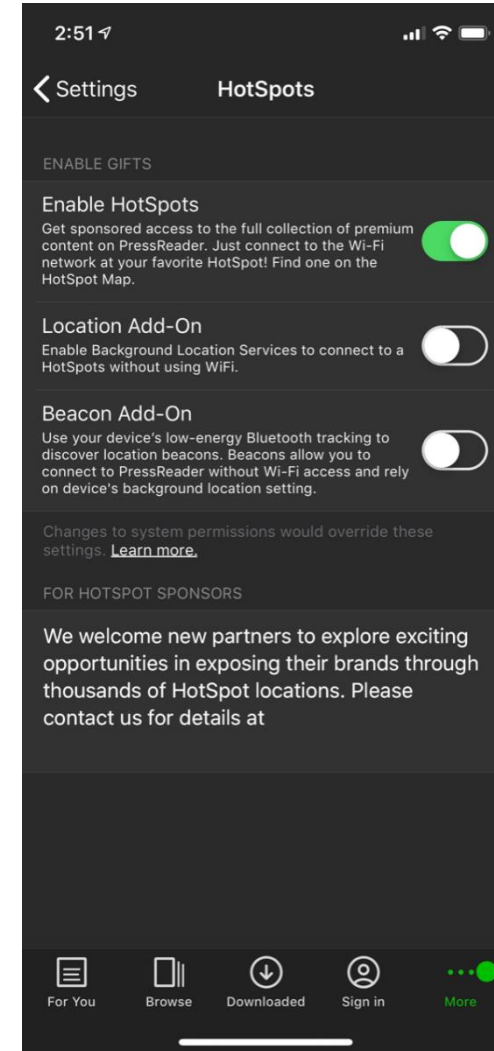 2:51
Settings
HotSpots
ENABLE GIFTS
Enable HotSpots
Get sponsored access to the full collection of premium
content on PressReader. Just connect to the Wi-Fi
network at your favorite HotSpot! Find one on the
HotSpot Map.
Location Add-On
Enable Background Location Services to connect to a
HotSpots without using WiFi.
Beacon Add-On
Use your device's low-energy Bluetooth tracking to
discover location beacons. Beacons allow you to
connect to PressReader without Wi-Fi access and rely
on device's background location setting.
Changes to system permissions would override these
settings. Learn more.
FOR HOTSPOT SPONSORS
We welcome new partners to explore exciting
opportunities in exposing their brands through
thousands of HotSpot locations. Please
contact us for details at
For You
Browse
Downloaded
Sign in
More